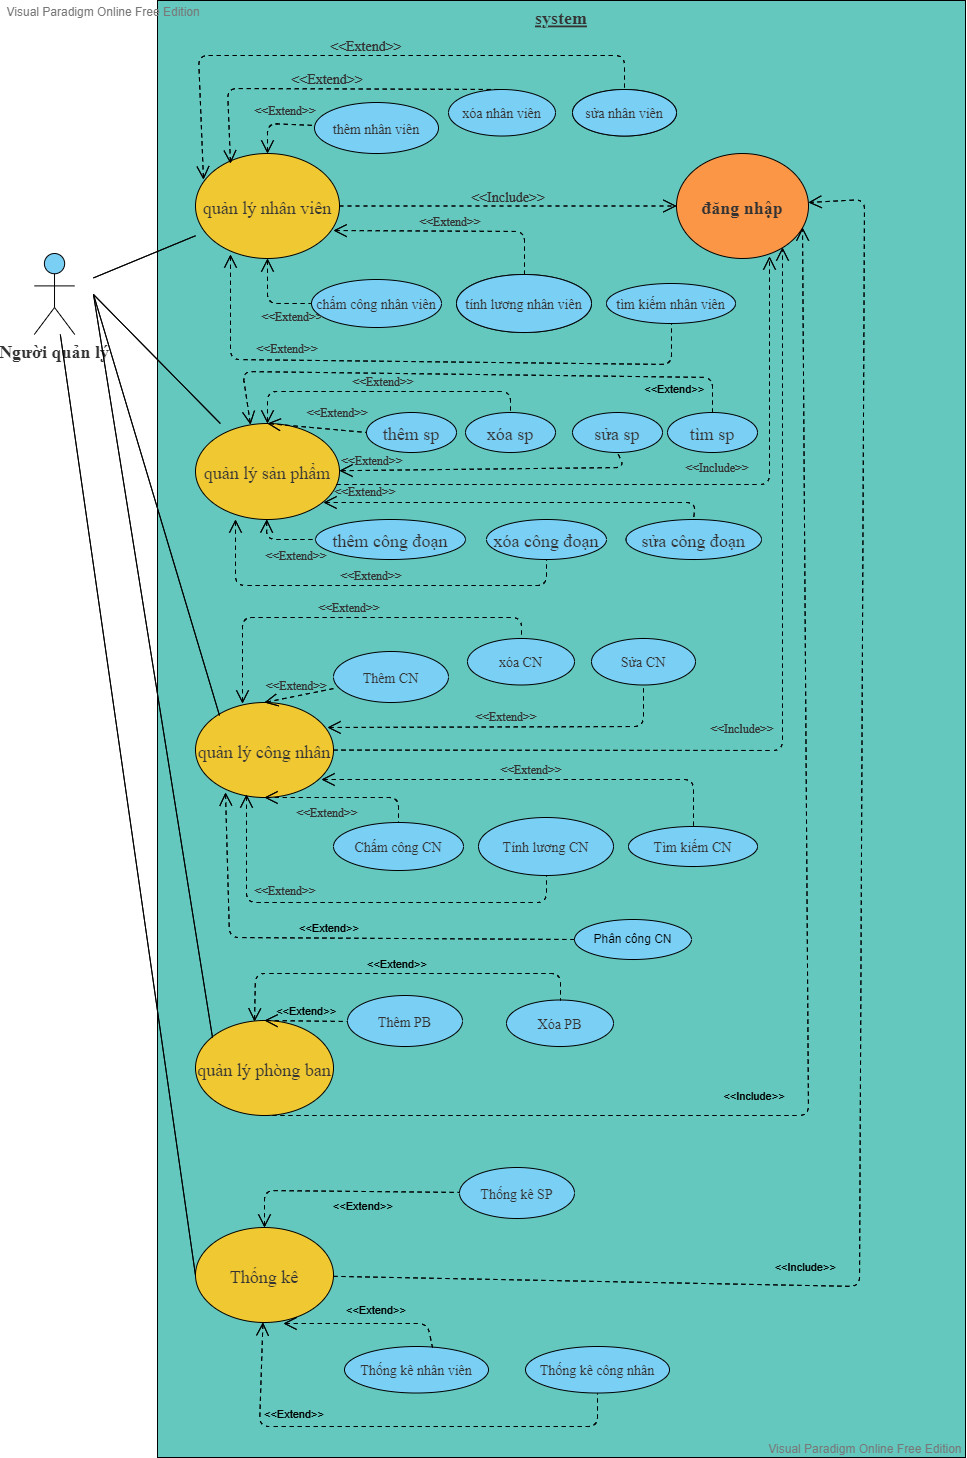 Visual Paradigm Online Free Edition
system
<<Extend>>
<<Extend>>
<<Extend>>
thêm nhân viên
xóa nhân viên
sửa nhân viên
quản lý nhân viên
<<Include>>
đăng nhập
<<Extend>>
chấm công nhân viên
tính lương nhân viên
tìm kiếm nhân viên
<<Extend>>
<<Extend>>
Người quản lý
<<Extend>>
<<Extend>>
<<Extend>>
thêm sp
xóa sp
sửa sp
tìm sp
<<Extend>>
<<Include>>
quản lý sản phẩm
<<Extend>>
thêm công đoạn
xóa công đoạn
sửa công đoạn
<<Extend>>
<<Extend>>
<<Extend>>
xóa CN
Sửa CN
Thêm CN
<<Extend>>
<<Extend>>
<<Include>>
quản lý công nhân
<<Extend>>
<<Extend>>
Chấm công CN
Tính lương CN
Tìm kiếm CN
<<Extend>>
<<Extend>>
Phân công CN
<<Extend>>
<<Extend>>
Thêm PB
Xóa PB
quản lý phòng ban
<<Include>>
Thống kê SP
<<Extend>>
<<Include>>
Thống kê
<<Extend>>
Thống kê nhân viên
Thống kê công nhân
<<Extend>>
Visual Paradigm Online Free Edition